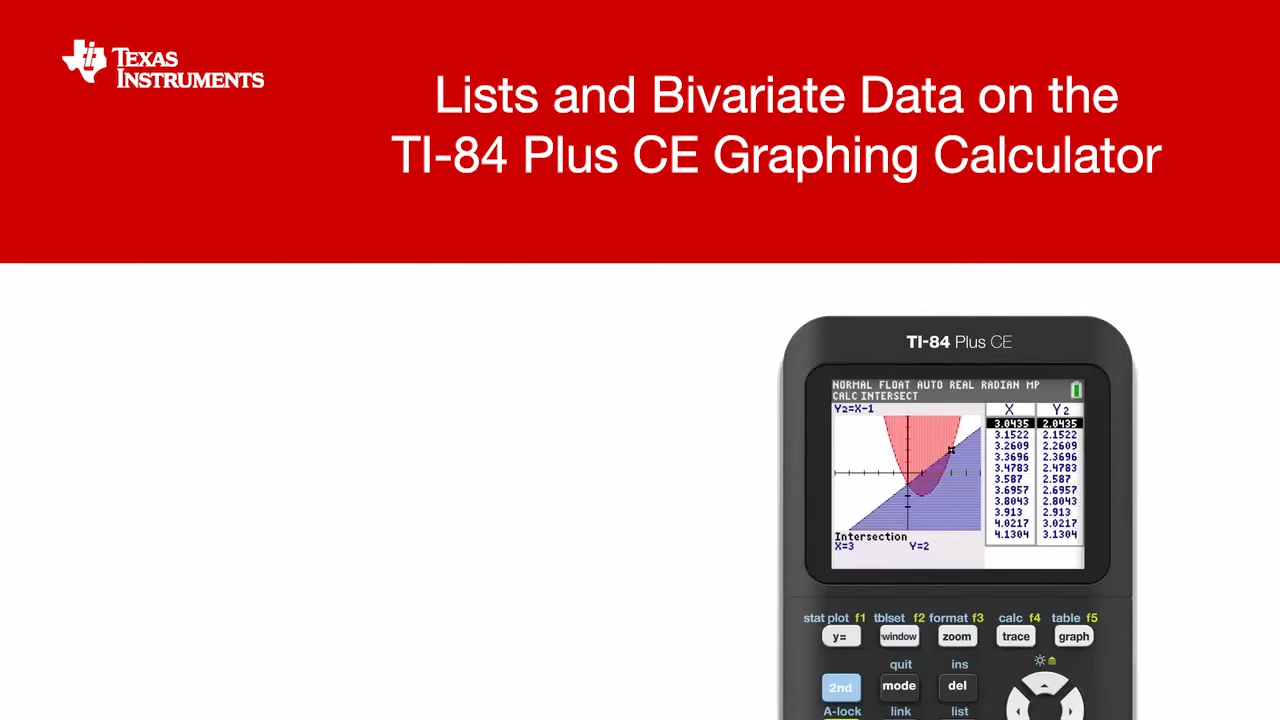 TEXAS
INSTRUMENTS
Lists and Bivariate Data on the
TI-84 Plus CE Graphing Calculator
TI-84 Plus CE
NORMAL FLOAT AUTO REAL RADIAN MP
CALC INTERSECT
Y2=X-1
X Y2
3.0435 2.0435
3.1522 2.1522
3.2609 2.2609
3.3696 2.3696
3.4783 2.4783
3.587 2.587
3.6957 2.6957
3.8043 2.8043
3.913 2.913
4.0217 3.0217
4.1304 3.1304
Intersection
X=3 Y=2
stat plot f1 tblset f2 format f3 calc f4 table f5
y= window zoom trace graph
quit ins
2nd mode del
A-lock link list